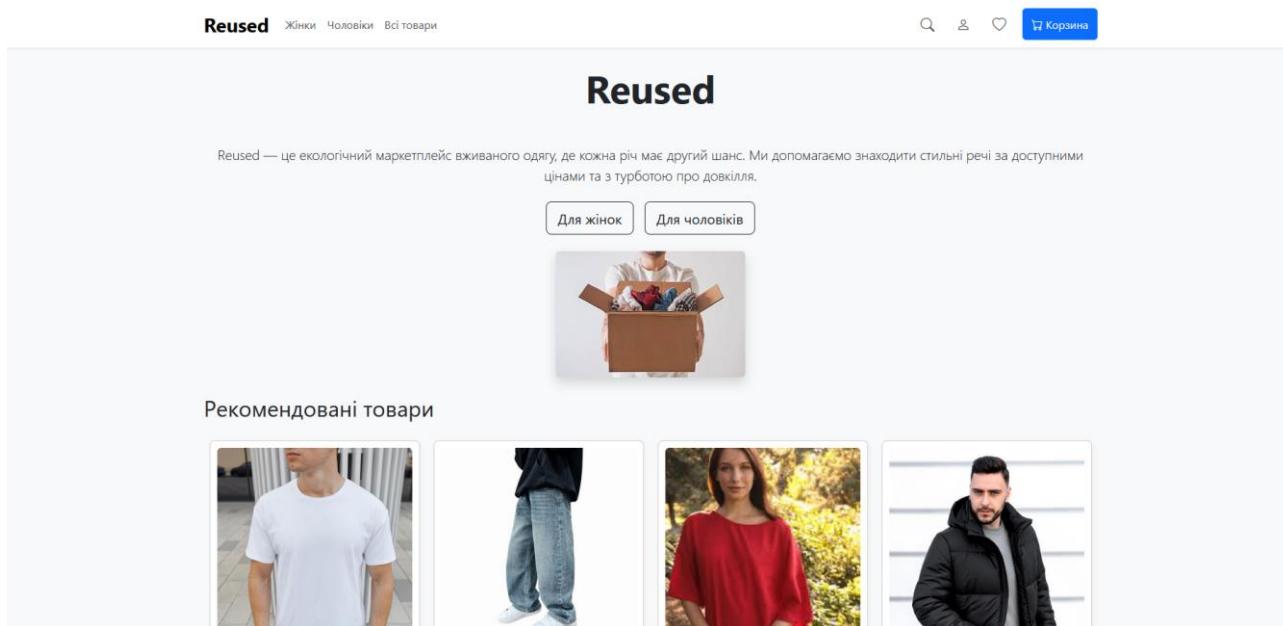 Reused Жінки Чоловіки Всі товари Корзина
Reused
Reused — це екологічний маркетплейс вживаного одягу, де кожна річ має другий шанс. Ми допомагаємо знаходити стильні речі за доступними
цінами та з турботою про довкілля.
Для жінок Для чоловіків
Рекомендовані товари